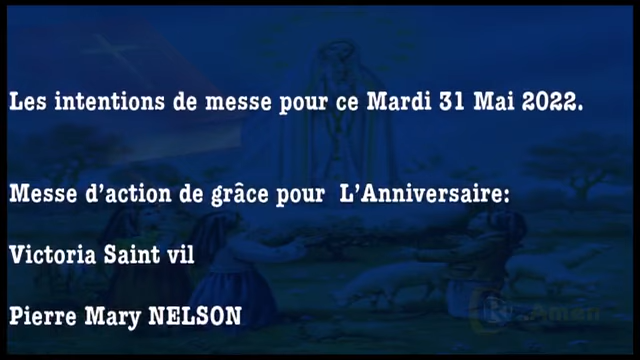 Les intentions de messe pour ce Mardi 31 Mai 2022.
Messe d'action de grâce pour L'Anniversaire:
Victoria Saint vil
Pierre Mary NELSON